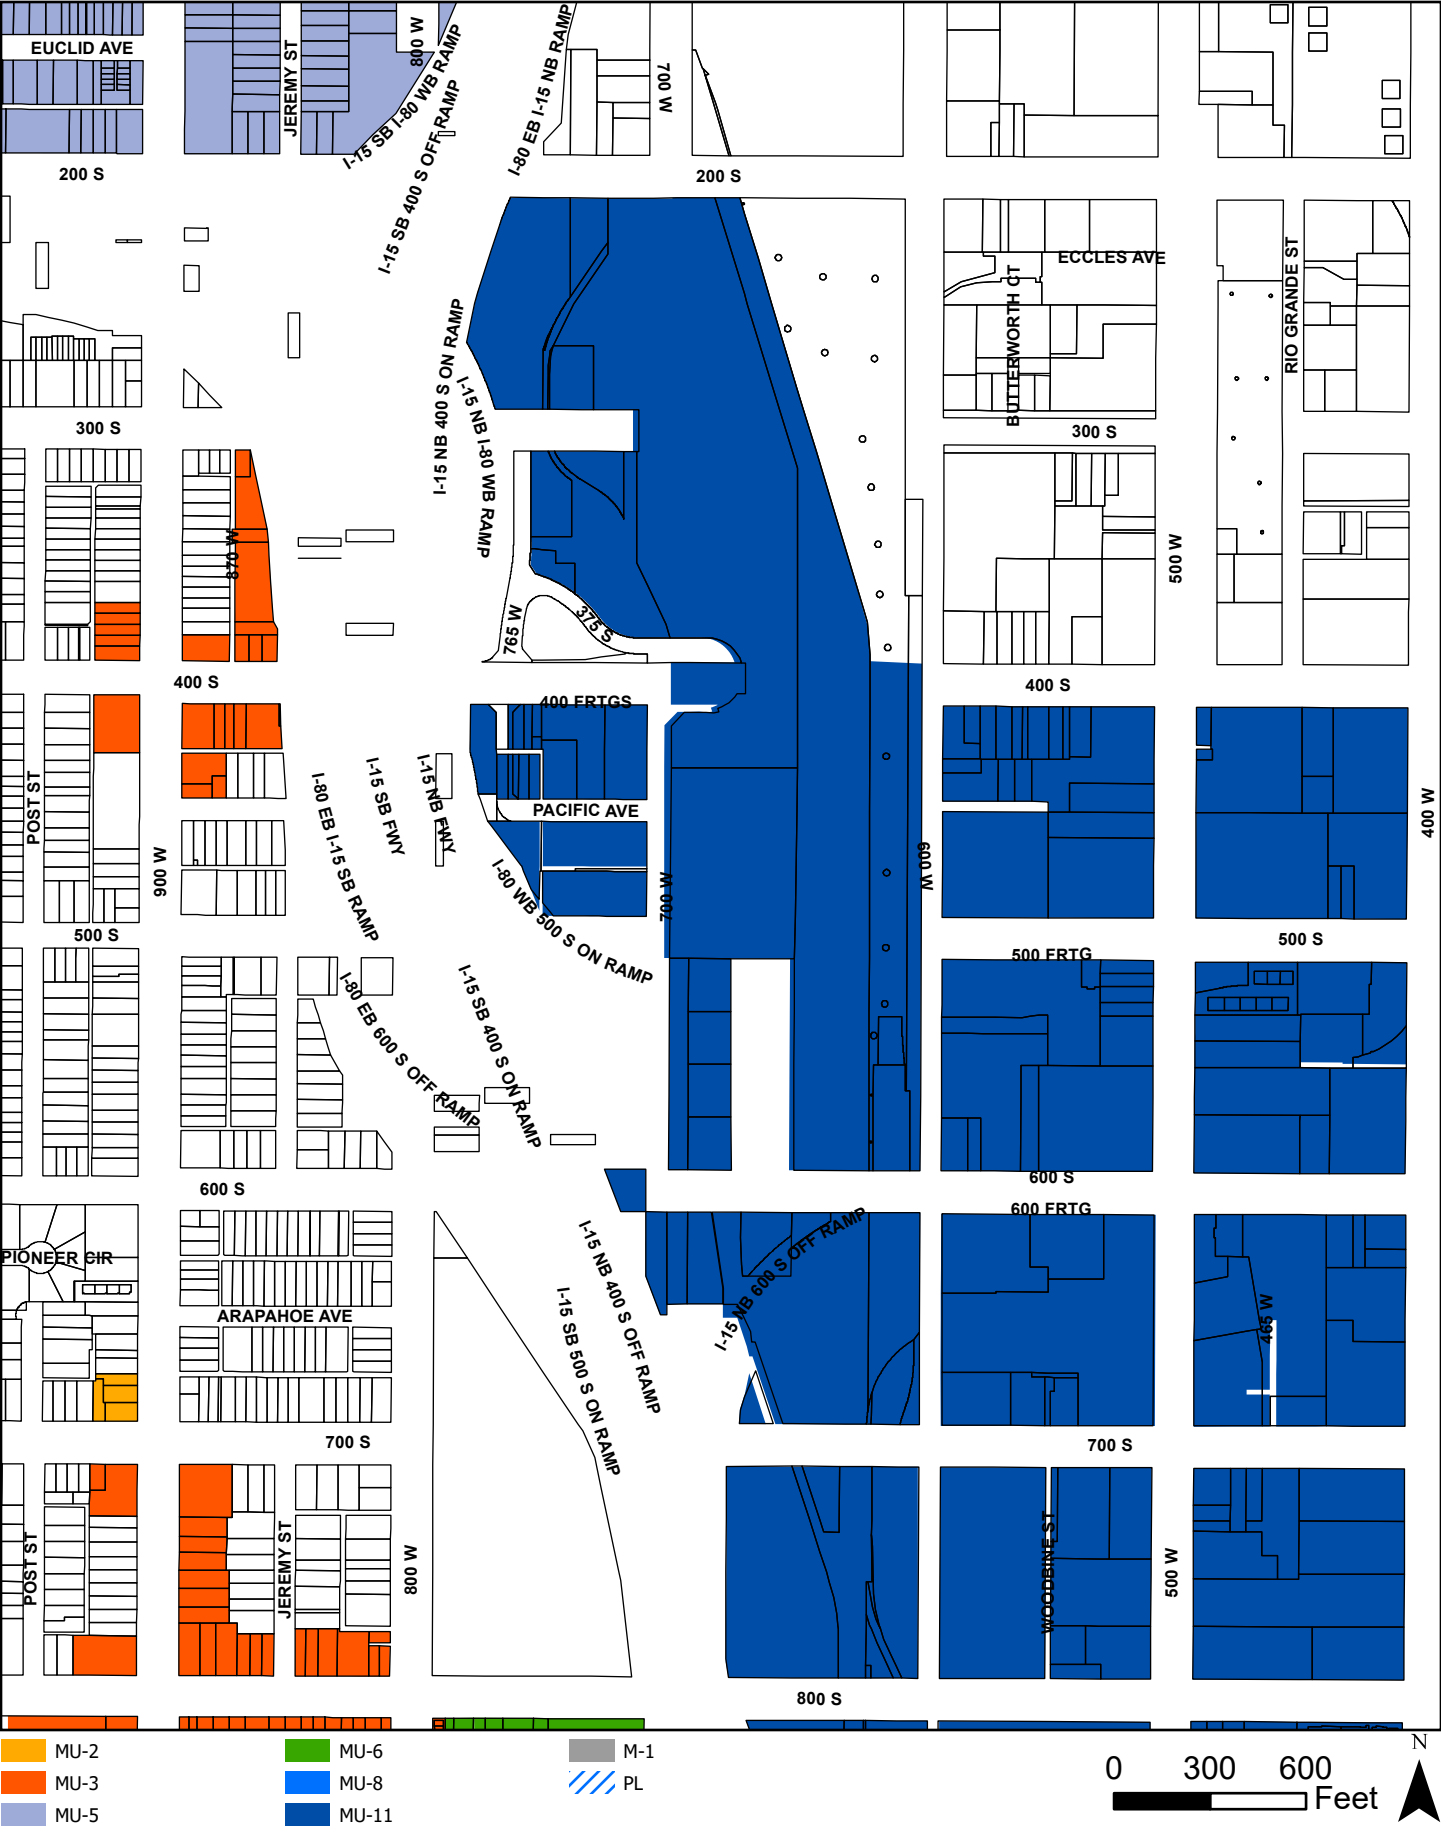 EUCLID AVE
JEREMY ST
800 W
I-15 SB I-80 WB RAMP
I-15 SB 400 S OFF RAMP
I-80 EB I-15 NB RAMP
700 W
200 S
200 S
I-15 NB 400 S ON RAMP
I-15 NB I-80 WB RAMP
ECCLES AVE
BUTTERWORTH CT
RIO GRANDE ST
300 S
300 S
870 W
500 W
765 W
375 S
400 S
400 FRTGS
400 S
POST ST
900 W
I-80 EB I-15 SB RAMP
I-15 SB FWY
I-15 NB FWY
PACIFIC AVE
I-80 WB 500 S ON RAMP
700 W
600 W
400 W
500 S
500 FRTG
500 S
I-80 EB 600 S OFF RAMP
I-15 SB 400 S ON RAMP
600 S
600 S
600 FRTG
PIONEER CIR
ARAPAHOE AVE
I-15 NB 400 S OFF RAMP
I-15 SB 500 S ON RAMP
I-15 NB 600 S OFF RAMP
465 W
700 S
700 S
POST ST
JEREMY ST
800 W
WOODBINE ST
500 W
800 S
MU-2
MU-3
MU-5
MU-6
MU-8
MU-11
M-1
PL
0 300 600
Feet
N